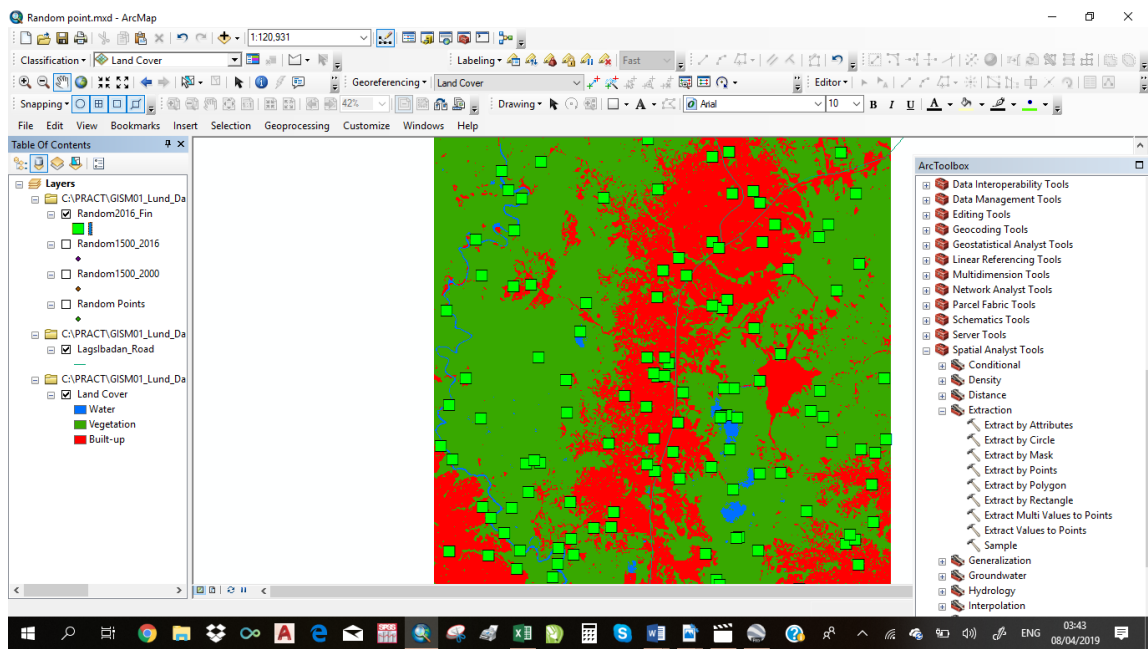 Random point.mxd - ArcMap
1:120,931
Classification Land Cover Labeling Fast
Georeferencing Land Cover Editor
Snapping 42% Drawing Arial 10 B I U A
File Edit View Bookmarks Insert Selection Geoprocessing Customize Windows Help
Table Of Contents
Layers
C:\PRACT\GISM01_Lund_Da
Random2016_Fin
Random1500_2016
Random1500_2000
Random Points
C:\PRACT\GISM01_Lund_Da
LagsIbadan_Road
C:\PRACT\GISM01_Lund_Da
Land Cover
Water
Vegetation
Built-up
ArcToolbox
Data Interoperability Tools
Data Management Tools
Editing Tools
Geocoding Tools
Geostatistical Analyst Tools
Linear Referencing Tools
Multidimension Tools
Network Analyst Tools
Parcel Fabric Tools
Schematics Tools
Server Tools
Spatial Analyst Tools
Conditional
Density
Distance
Extraction
Extract by Attributes
Extract by Circle
Extract by Mask
Extract by Points
Extract by Polygon
Extract by Rectangle
Extract Multi Values to Points
Extract Values to Points
Sample
Generalization
Groundwater
Hydrology
Interpolation
ENG
03:43
08/04/2019